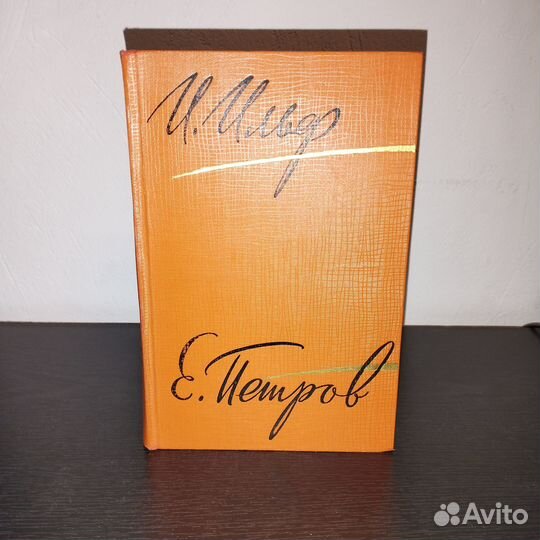 И. Ильф
Е. Петров
Avito